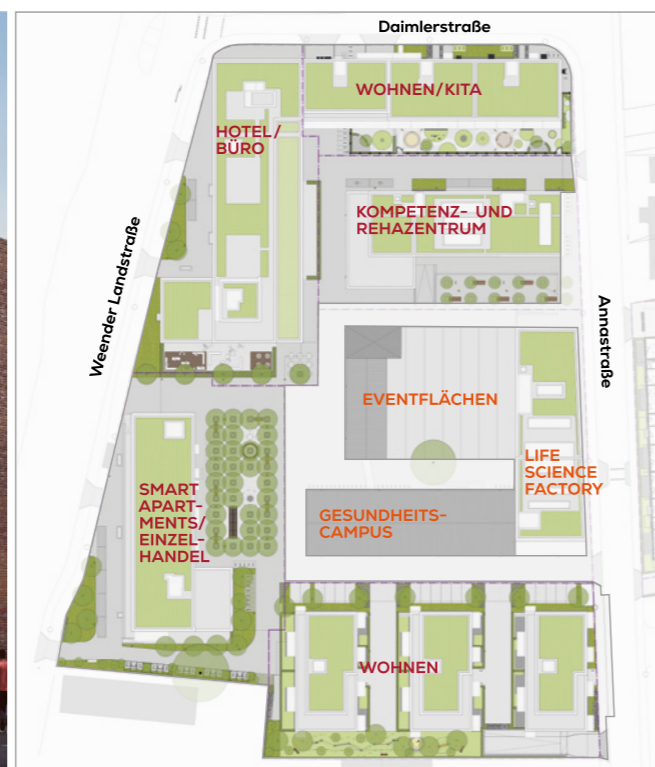 Daimlerstraße
WOHNEN/KITA
HOTEL/
BÜRO
KOMPETENZ- UND
REHAZENTRUM
Weender Landstraße
Annastraße
EVENTFLÄCHEN
LIFE
SCIENCE
FACTORY
SMART
APART-
MENTS/
EINZEL-
HANDEL
GESUNDHEITS-
CAMPUS
WOHNEN